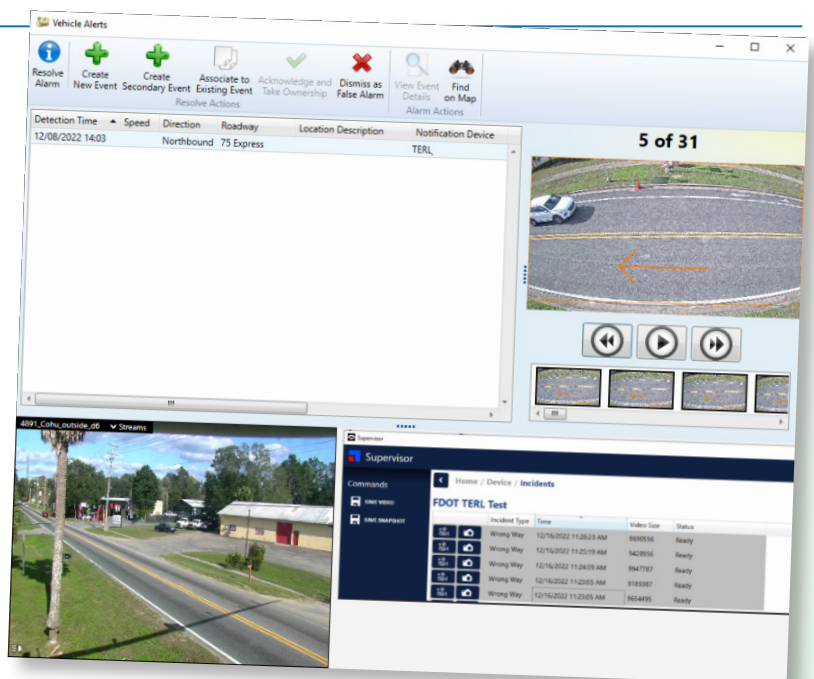 Vehicle Alerts
Resolve Alarm
Create New Event
Create Secondary Event
Associate to Existing Event
Acknowledge and Take Ownership
Dismiss as False Alarm
View Event Details
Find on Map
Resolve Actions
Alarm Actions
Detection Time Speed Direction Roadway Location Description Notification Device
12/08/2022 14:03 Northbound 75 Express TERL,
5 of 31
4891_Cohu_outside_d6 Streams
Supervisor
Supervisor
Commands
SAVE VIDEO
SAVE SNAPSHOT
Home / Device / Incidents
FDOT TERL Test
Incident Type Time Video Size Status
Wrong Way 12/16/2022 11:26:23 AM 8690556 Ready
Wrong Way 12/16/2022 11:25:19 AM 9428956 Ready
Wrong Way 12/16/2022 11:24:09 AM 9947787 Ready
Wrong Way 12/16/2022 11:23:05 AM Ready
Wrong Way 12/16/2022 11:23:05 AM 9654495 Ready